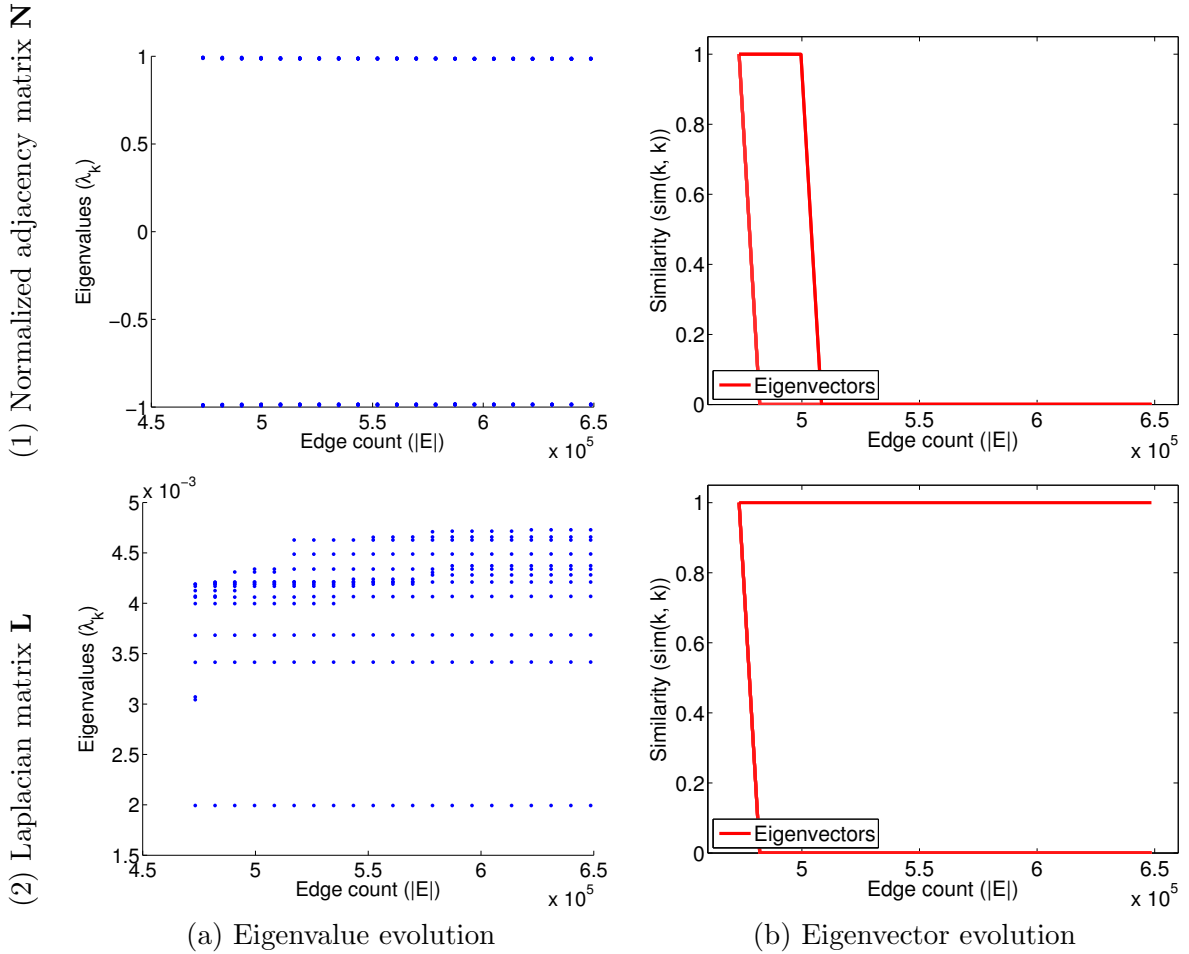 (1) Normalized adjacency matrix N
Eigenvalues (λk)
1
0.5
0
−0.5
−1
4.5
5
5.5
6
6.5
x 10^5
Edge count (|E|)
Similarity (sim(k, k))
1
0.8
0.6
0.4
0.2
0
Eigenvectors
5
5.5
6
6.5
x 10^5
Edge count (|E|)
(2) Laplacian matrix L
x 10^−3
Eigenvalues (λk)
5
4.5
4
3.5
3
2.5
2
1.5
4.5
5
5.5
6
6.5
x 10^5
Edge count (|E|)
Similarity (sim(k, k))
1
0.8
0.6
0.4
0.2
0
Eigenvectors
5
5.5
6
6.5
x 10^5
Edge count (|E|)
(a) Eigenvalue evolution
(b) Eigenvector evolution